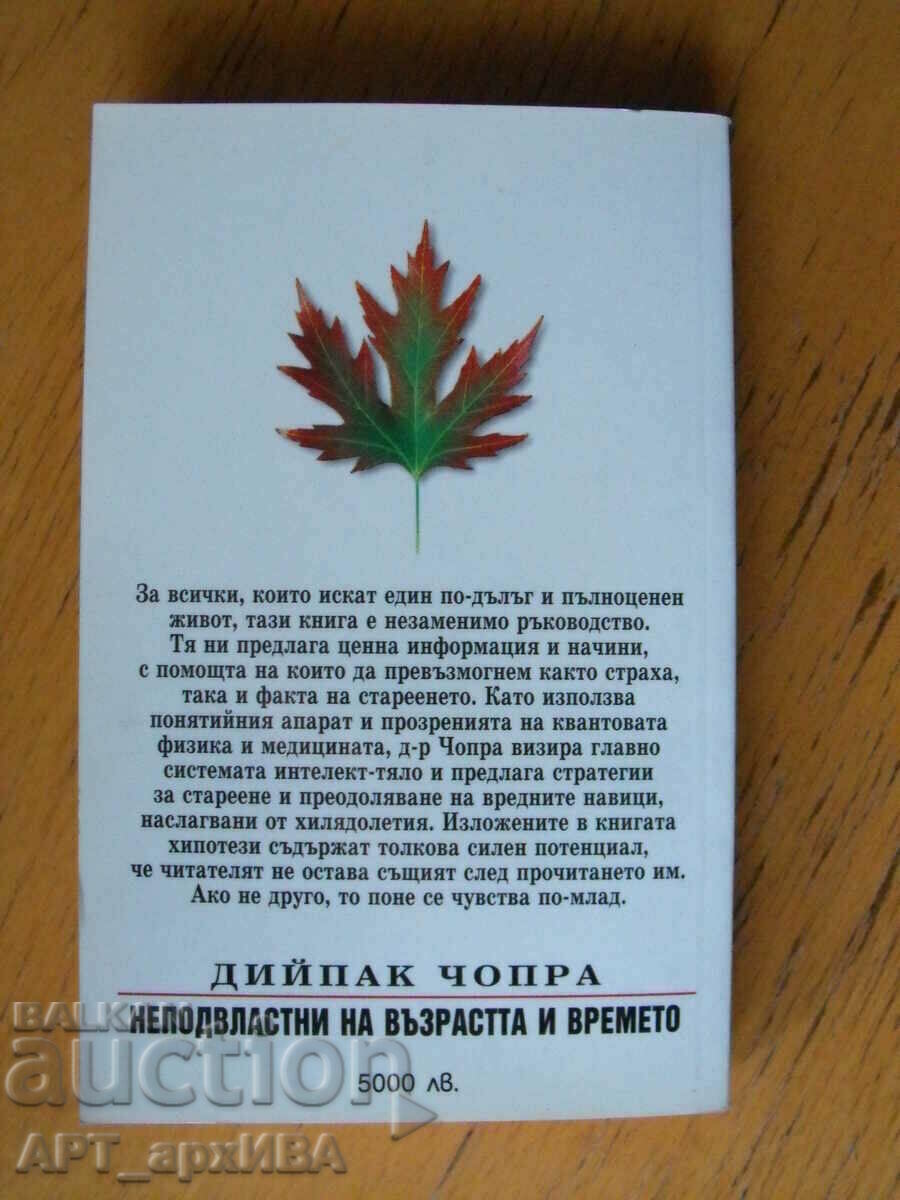 За всички, които искат един по-дълъг и пълноценен
живот, тази книга е незаменимо ръководство.
Тя ни предлага ценна информация и начини,
с помощта на които да превъзмогнем както страха,
така и факта на стареенето. Като използва
понятийния апарат и прозренията на квантовата
физика и медицината, д-р Чопра визира главно
системата интелект-тяло и предлага стратегии
за стареене и преодоляване на вредните навици,
наслагвани от хилядолетия. Изложените в книгата
хипотези съдържат толкова силен потенциал,
че читателят не остава същият след прочитането им.
Ако не друго, то поне се чувства по-млад.
ДИЙПАК ЧОПРА
НЕПОДВЛАСТНИ НА ВЪЗРАСТТА И ВРЕМЕТО
5000 лв.
BALKAN
auction
АРТ_архИВА